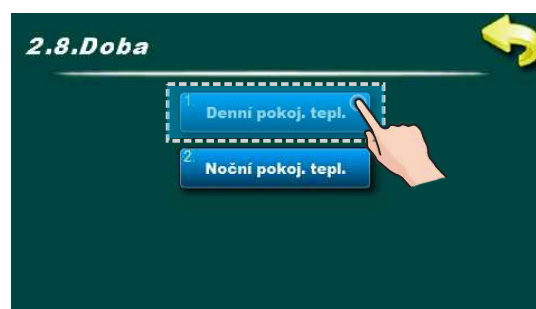 2.8.Doba
1.
Denní pokoj. tepl.
2.
Noční pokoj. tepl.